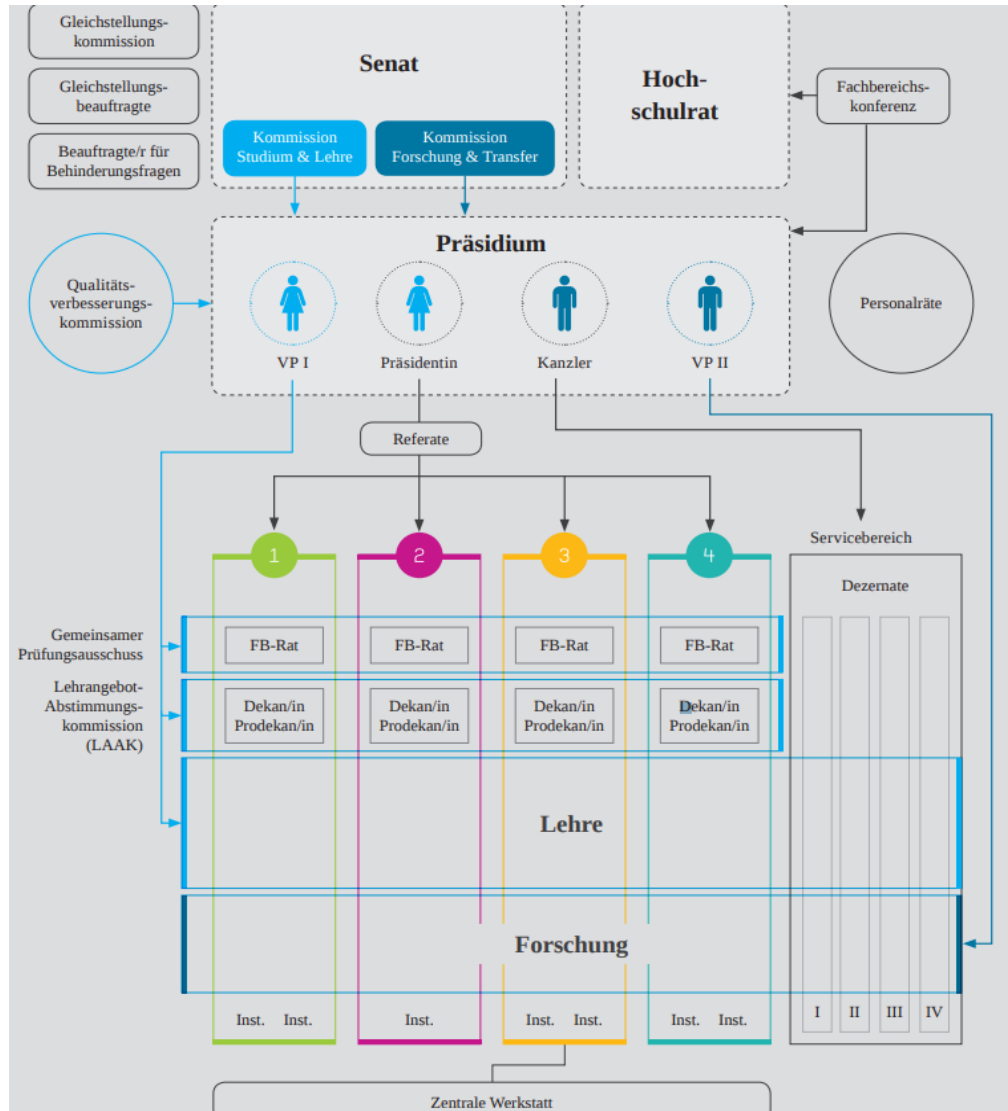 Gleichstellungs-
kommission
Gleichstellungs-
beauftragte
Beauftragte/r für
Behinderungsfragen
Senat
Kommission
Studium & Lehre
Kommission
Forschung & Transfer
Hoch-
schulrat
Fachbereichs-
konferenz
Präsidium
Qualitäts-
verbesserungs-
kommission
VP I
Präsidentin
Kanzler
VP II
Personalräte
Referate
1
2
3
4
Servicebereich
Dezernate
Gemeinsamer
Prüfungsausschuss
FB-Rat
FB-Rat
FB-Rat
FB-Rat
Lehrangebot-
Abstimmungs-
kommission
(LAAK)
Dekan/in
Prodekan/in
Dekan/in
Prodekan/in
Dekan/in
Prodekan/in
Dekan/in
Prodekan/in
Lehre
Forschung
Inst. Inst.
Inst.
Inst. Inst.
Inst. Inst.
I
II
III
IV
Zentrale Werkstatt